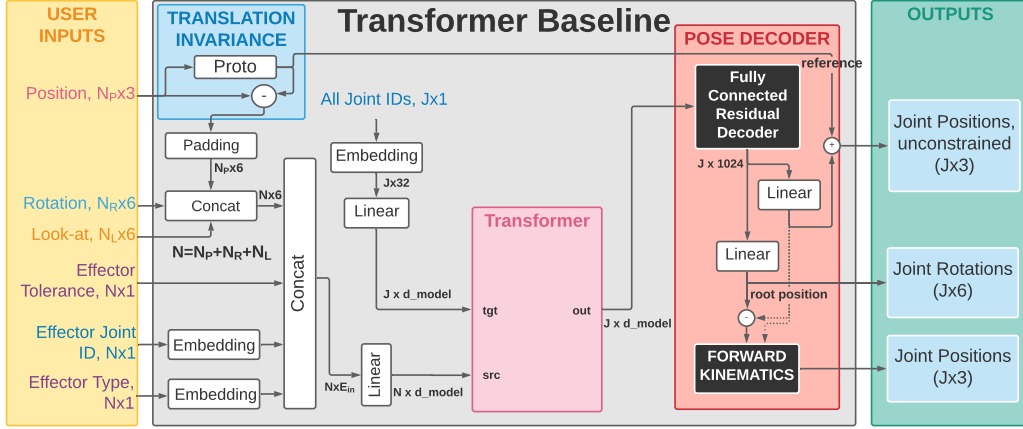 USER
INPUTS
TRANSLATION
INVARIANCE
Transformer Baseline
POSE DECODER
OUTPUTS
Proto
reference
Position, NPx3
-
All Joint IDs, Jx1
Fully
Connected
Residual
Decoder
Joint Positions,
unconstrained
(Jx3)
Padding
Embedding
+
NPx6
J x 1024
Jx32
Rotation, NRx6
Concat
Nx6
Linear
Linear
Look-at, NLx6
N=NP+NR+NL
Transformer
Effector
Tolerance, Nx1
Concat
Linear
Joint Rotations
(Jx6)
J x d_model
root position
tgt
out
J x d_model
-
Effector Joint
ID, Nx1
Embedding
Linear
src
FORWARD
KINEMATICS
Joint Positions
(Jx3)
Effector Type,
Nx1
Embedding
NxEin
N x d_model